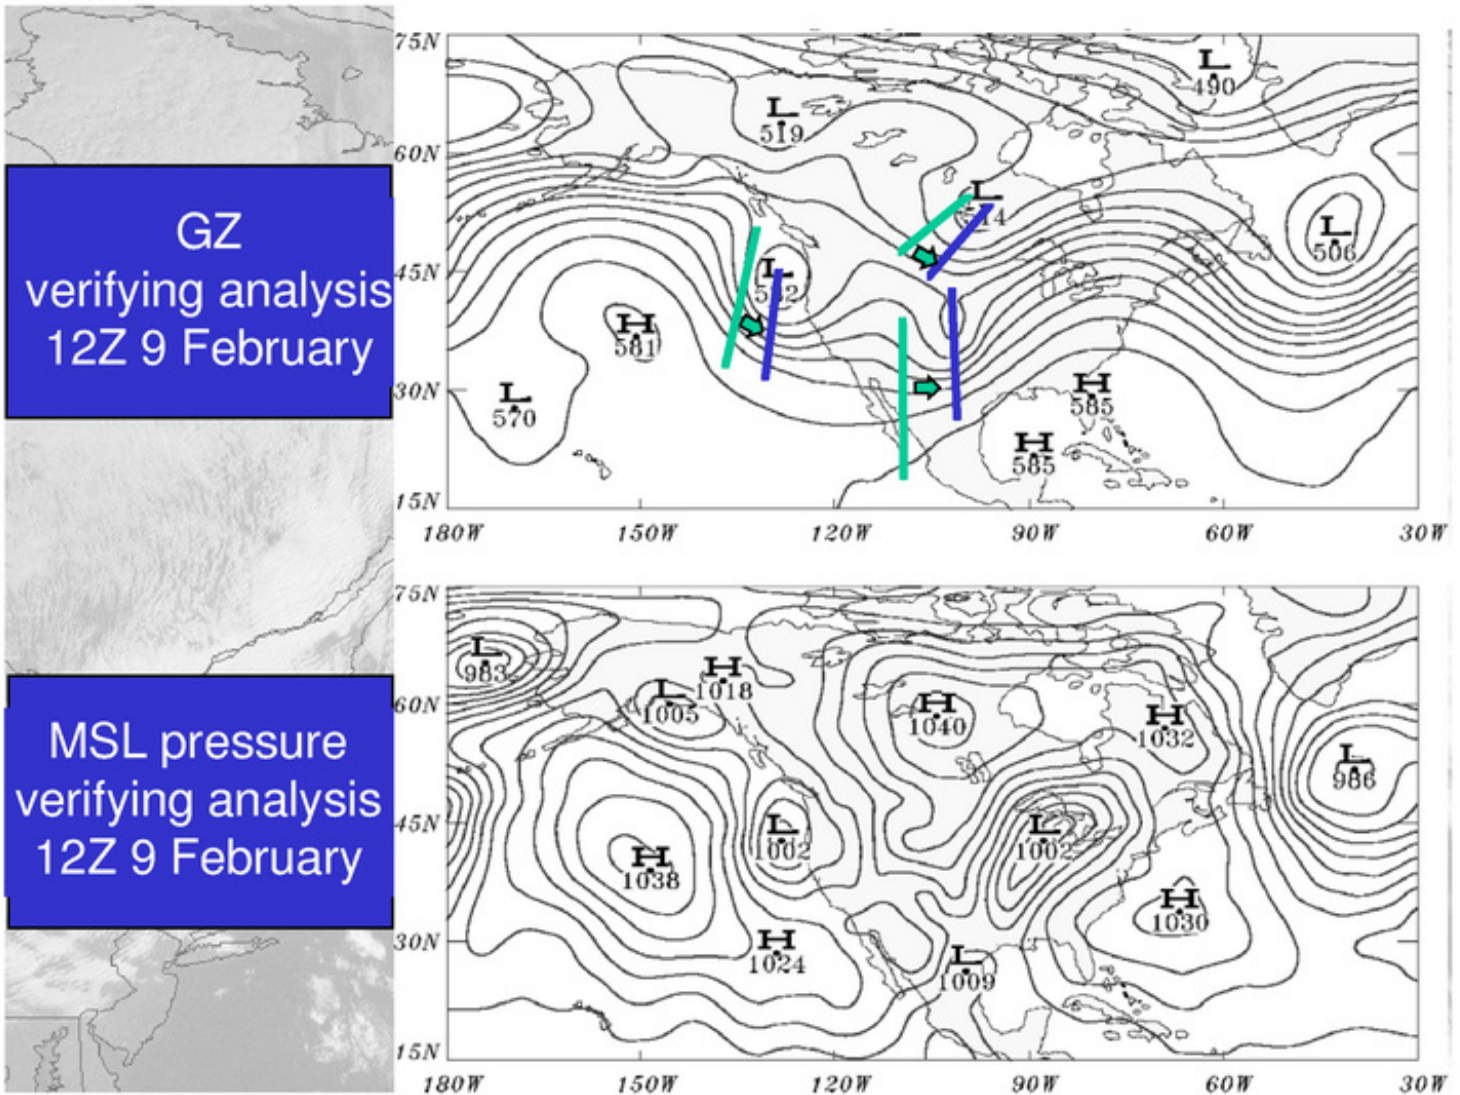 GZ
verifying analysis
12Z 9 February
75N
60N
45N
30N
15N
180W 150W 120W 90W 60W 30W
L
490
L
519
L
L
506
L
H
581
L
570
H
585
H
585
MSL pressure
verifying analysis
12Z 9 February
75N
60N
45N
30N
15N
180W 150W 120W 90W 60W 30W
L
983
H
1018
L
1005
H
1040
H
1032
L
986
L
1002
L
1002
H
1038
H
1030
H
1024
L
1009